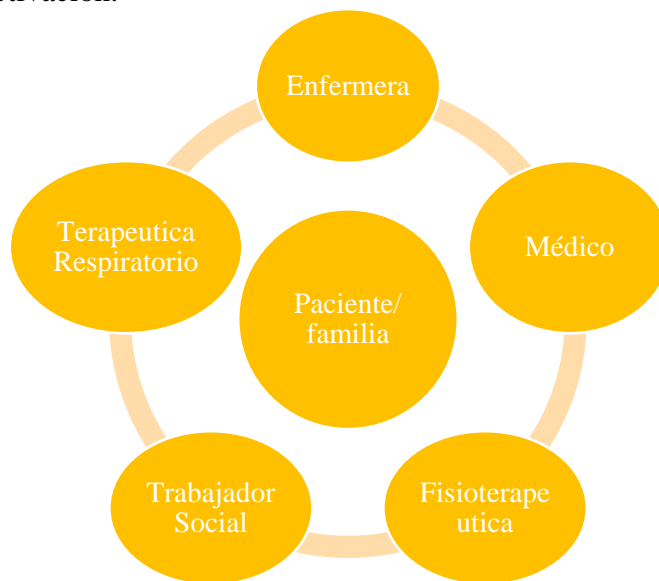 Enfermera
Médico
Fisioterape
utica
Trabajador
Social
Terapeutica
Respiratorio
Paciente/
familia